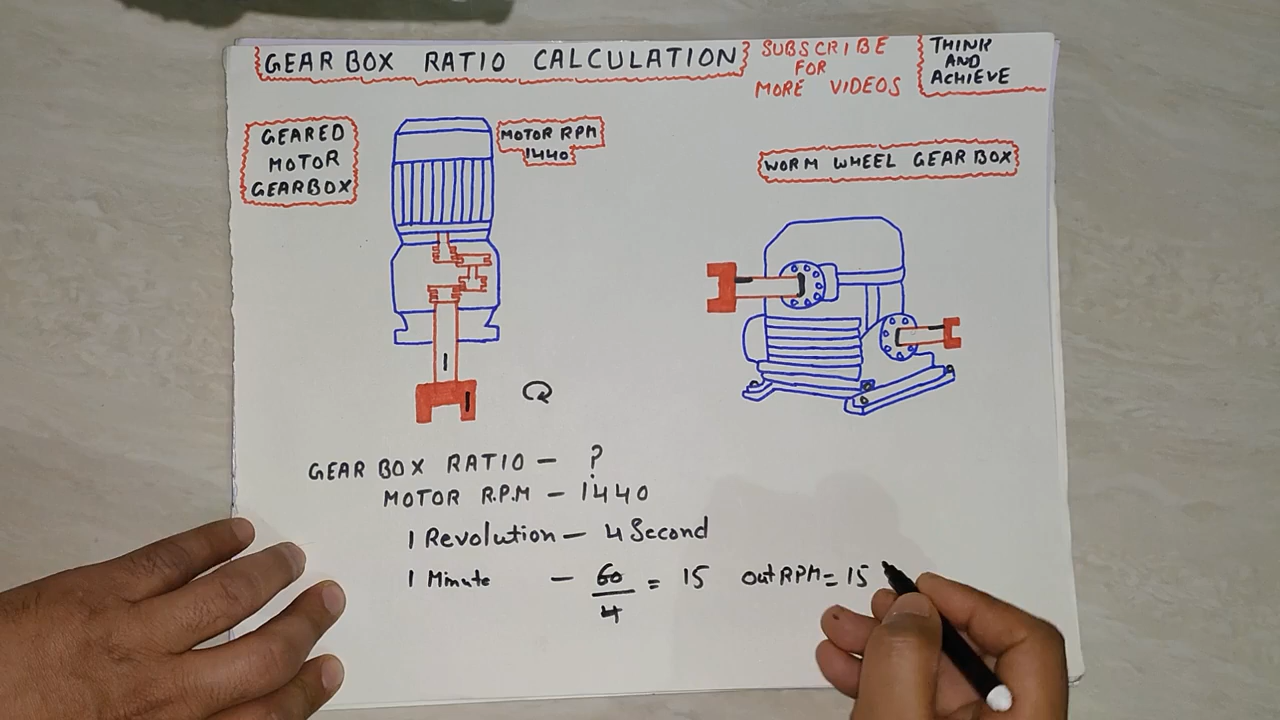 GEAR BOX RATIO CALCULATION
SUBSCRIBE
FOR
MORE VIDEOS
THINK
AND
ACHIEVE
GEARED
MOTOR
GEARBOX
MOTOR RPM
1440
WORM WHEEL GEAR BOX
GEAR BOX RATIO - ?
MOTOR R.P.M - 1440
1 Revolution - 4 Second
1 Minute - 60/4 = 15 Out RPM = 15